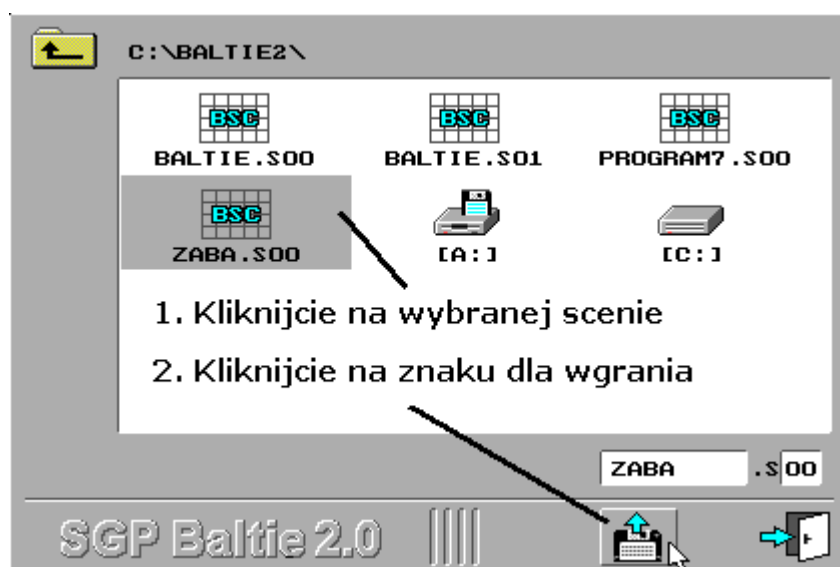 C:\BALTIE2\
BSC BSC BSC
BALTIE.S00 BALTIE.S01 PROGRAM7.S00
BSC
ZABA.S00 [A:] [C:]
1. Kliknijcie na wybranej scenie
2. Kliknijcie na znaku dla wgrania
ZABA .S 00
SGP Baltie 2.0